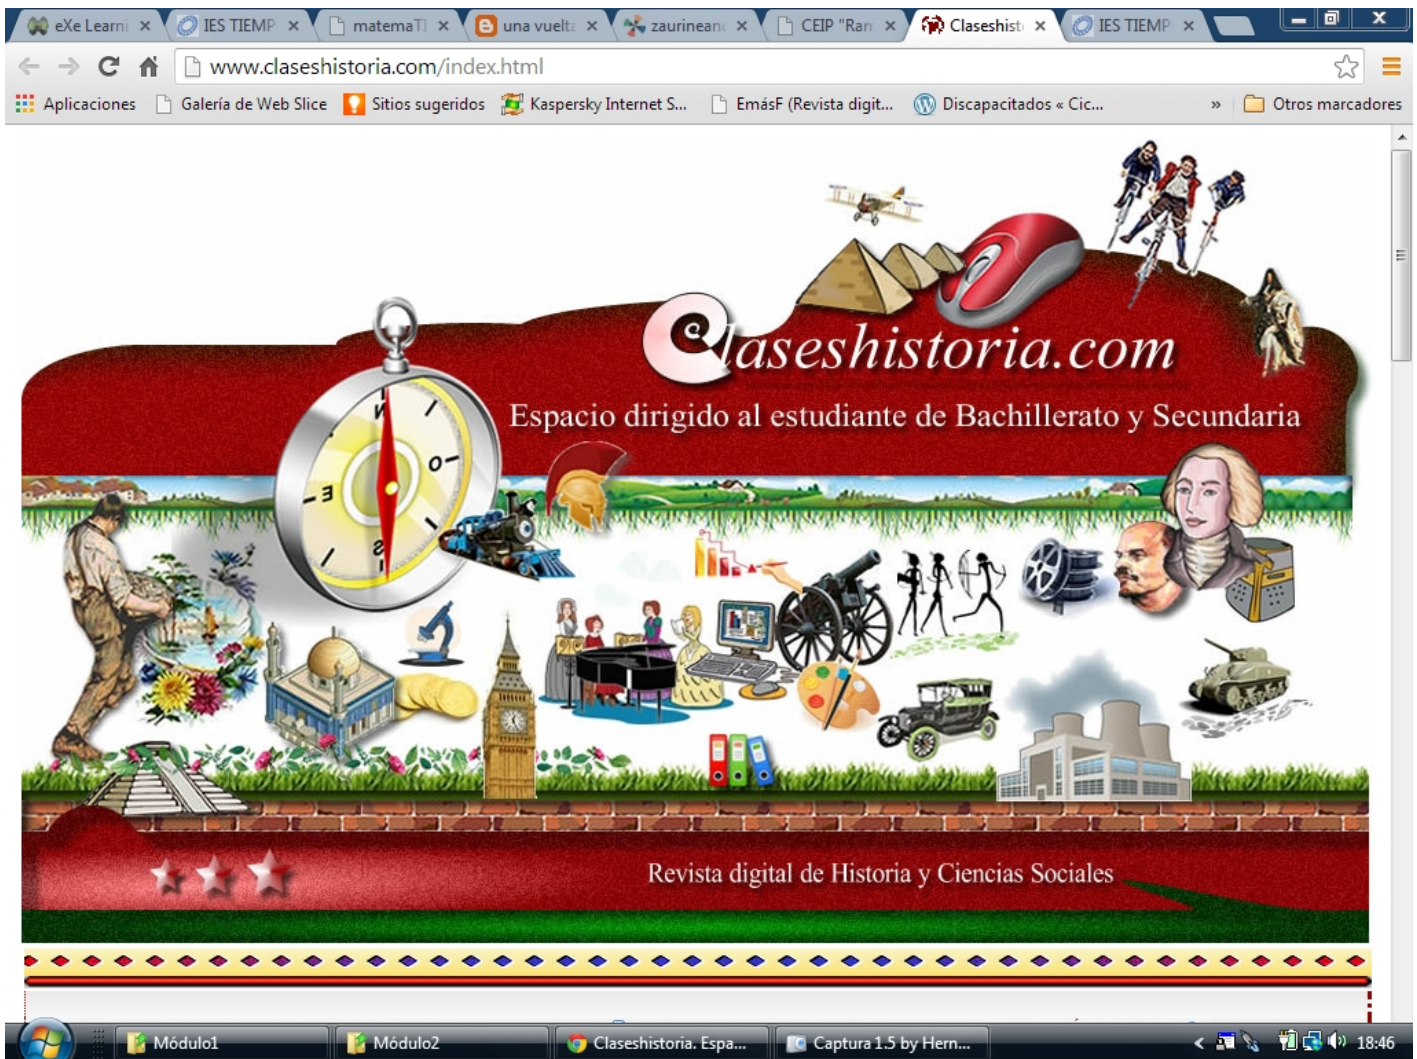 eXe Learni
IES TIEMP
matemaTI
una vuelta
zaurineand
CEIP "Ram
Claseshisto
IES TIEMP
www.claseshistoria.com/index.html
Aplicaciones
Galería de Web Slice
Sitios sugeridos
Kaspersky Internet S...
EmásF (Revista digit...
Discapacitados « Cic...
»
Otros marcadores
Claseshistoria.com
Espacio dirigido al estudiante de Bachillerato y Secundaria
N
O
E
S
Revista digital de Historia y Ciencias Sociales
Módulo1
Módulo2
Claseshistoria. Espa...
Captura 1.5 by Hern...
18:46